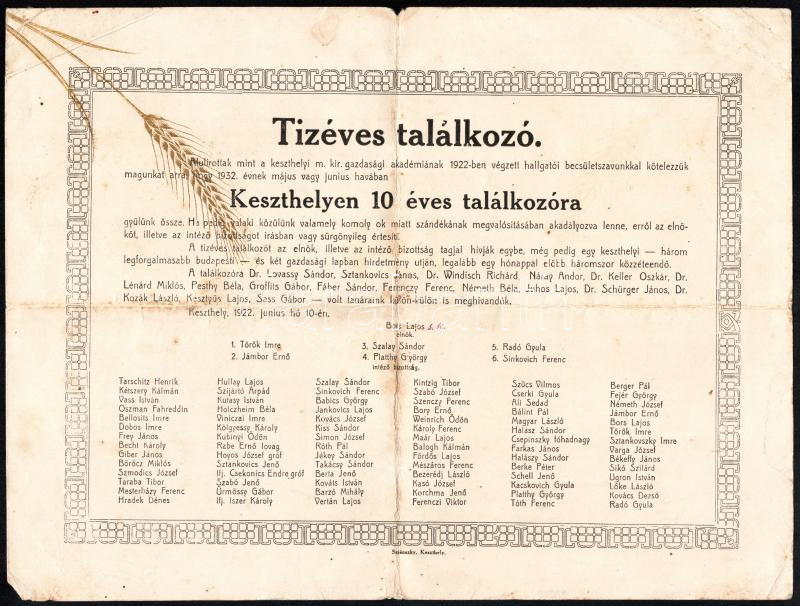 Tizéves találkozó.
Alulirottak mint a keszthelyi m. kir. gazdasági akadémiának 1922-ben végzett hallgatói becsületszavunkkal kötelezzük
magunkat arra, hogy 1932. évnek május vagy junius havában
Keszthelyen 10 éves találkozóra
gyülünk össze. Ha pedig valaki közülünk valamely komoly ok miatt szándékának megvalósításában akadályozva lenne, erről az elnö-
köt, illetve az intéző bizottságot irásban vagy sürgönyileg értesíti.
A tizéves találkozót az elnök, illetve az intéző bizottság tagjai hívják egybe, még pedig egy keszthelyi — három
legforgalmasabb budapesti — és két gazdasági lapban hirdetmény utján, legalább egy hónappal előbb háromszor közzéteendő.
A találkozóra Dr. Lovassy Sándor, Sztankovics János, Dr. Windisch Richárd, Náray Andor, Dr. Keller Oszkár, Dr.
Lénárd Miklós, Pesthy Béla, Groffits Gábor, Fáber Sándor, Ferenczy Ferenc, Németh Béla, Juhos Lajos, Dr. Schürger János, Dr.
Kozák László, Kesztyüs Lajos, Sass Gábor — volt tanáraink külön-külön is meghivandók.
Keszthely, 1922. junius hó 10-én.
Bors Lajos s. k.
elnök.
1. Török Imre 3. Szalay Sándor 5. Radó Gyula
2. Jámbor Ernő 4. Platthy György 6. Sinkovich Ferenc
intéző bizottság.
Tarschitz Henrik Hullay Lajos Szalay Sándor Kintzig Tibor Szücs Vilmos Berger Pál
Kétszery Kálmán Szijártó Árpád Sinkovich Ferenc Szabó József Cserki Gyula Fejér György
Vass István Kutasy István Babics György Szenczy Ferenc Ali Sedad Németh József
Oszman Fahreddin Holczheim Béla Jankovics Lajos Bory Ernő Bálint Pál Jámbor Ernő
Bellosits Imre Viniczai Imre Kovács József Weinrich Ödön Magyar László Bors Lajos
Dobos Imre Kölgyessy Károly Kiss Sándor Károly Ferenc Halász Sándor Török Imre
Frey János Kubinyi Ödön Simon József Maár Lajos Csepinszky főhadnagy Sztankovszky Imre
Becht Károly Rabe Ernő lovag Róth Pál Balogh Kálmán Farkas János Varga József
Giber János Hoyos József gróf Jékey Sándor Fördős Lajos Halászy Sándor Békeffy János
Böröcz Miklós Sztankovics Jenő Takácsy Sándor Mészáros Ferenc Berke Péter Sikó Szilárd
Szmodics József Ifj. Csekonics Endre gróf Berta Jenő Bezerédj László Schell Jenő Ugron István
Taraba Tibor Szabó Jenő Kováts István Kasó József Kacskovich Gyula Lőke László
Mesterházy Ferenc Ürmössy Gábor Barzó Mihály Korchma Jenő Platthy György Kovács Dezső
Hradek Dénes Ifj. Iszer Károly Vertán Lajos Ferenczi Viktor Tóth Ferenc Radó Gyula